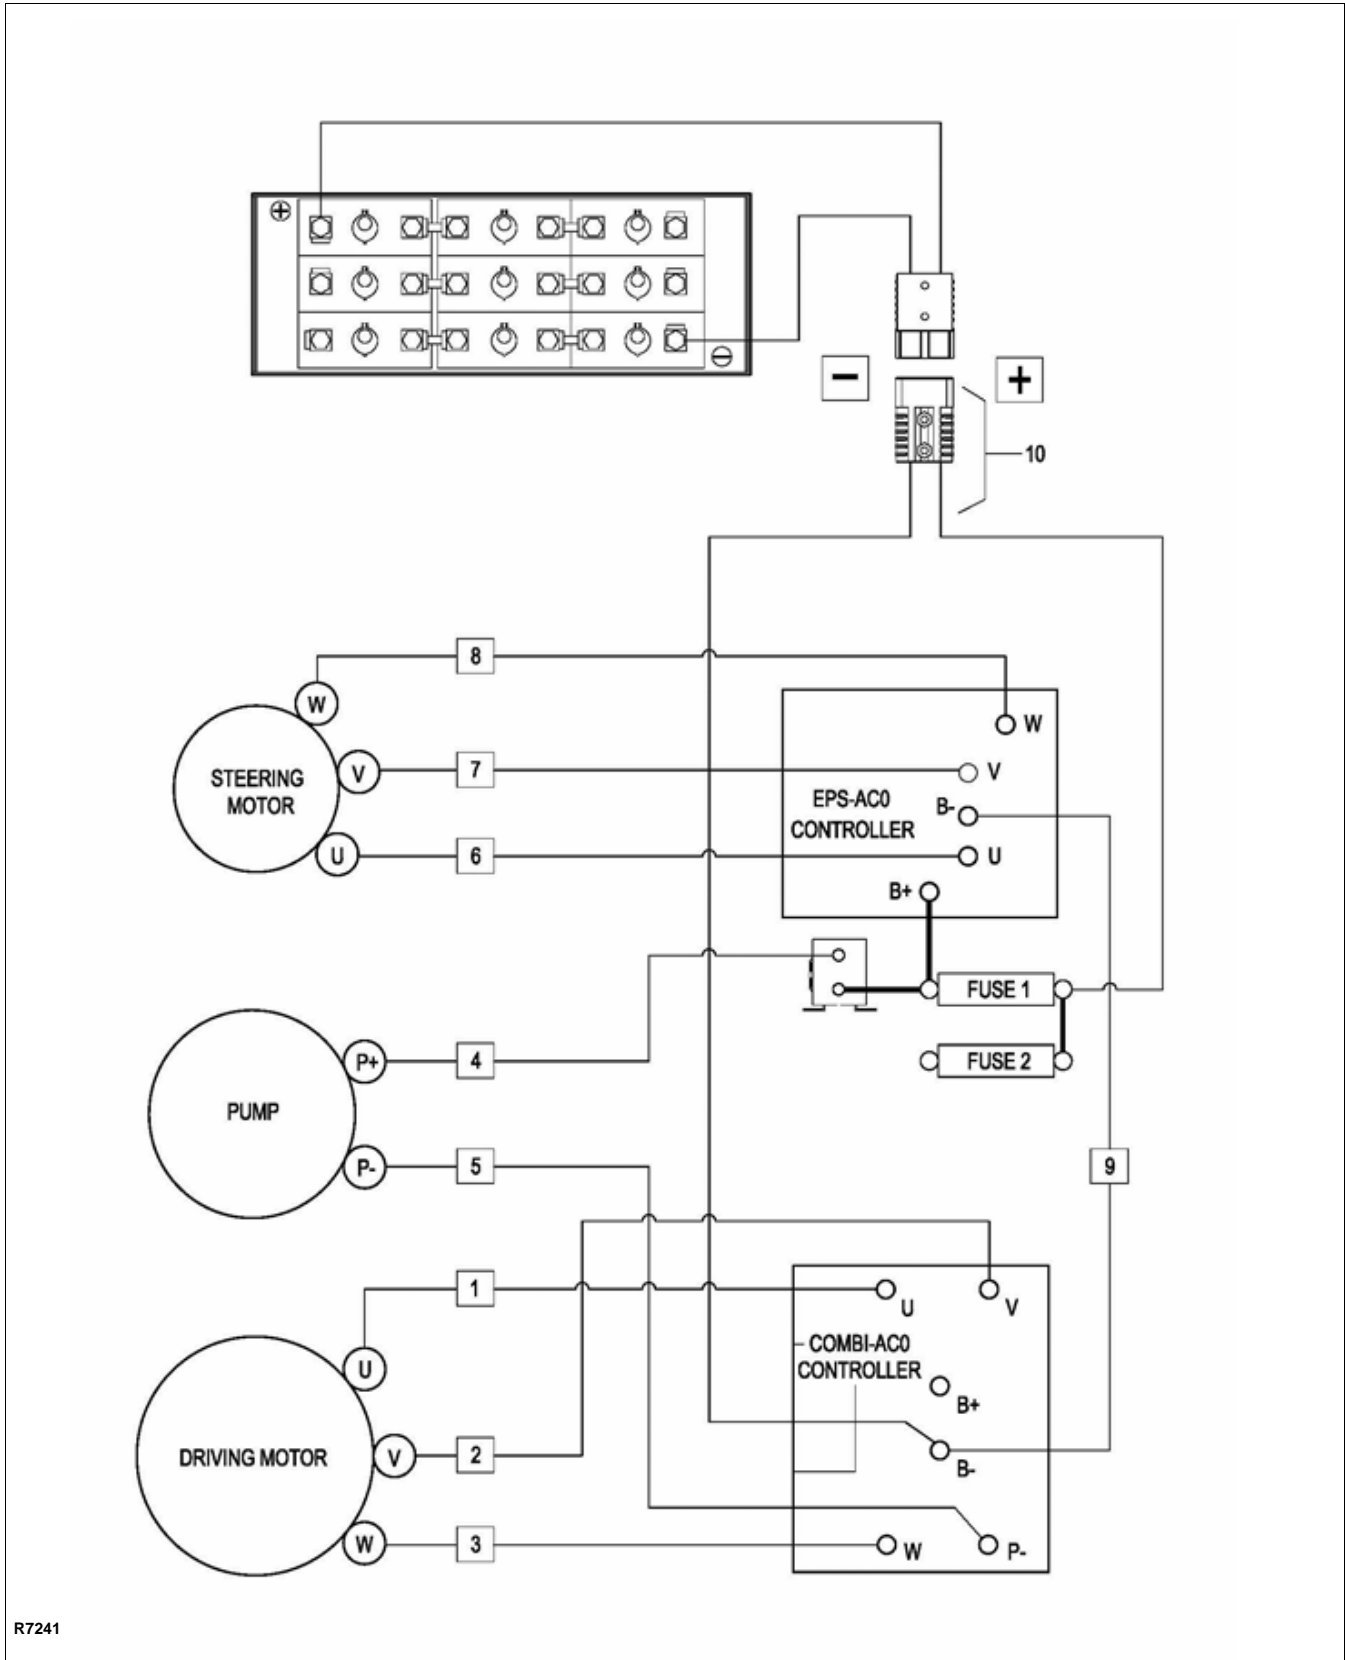 +
-
-
+
10
8
W
W
STEERING
MOTOR
V
7
V
EPS-AC0
CONTROLLER
B-
U
6
U
B+
FUSE 1
FUSE 2
PUMP
P+
4
P-
5
9
1
U
V
U
COMBI-AC0
CONTROLLER
B+
DRIVING MOTOR
V
2
B-
W
3
W
P-
R7241